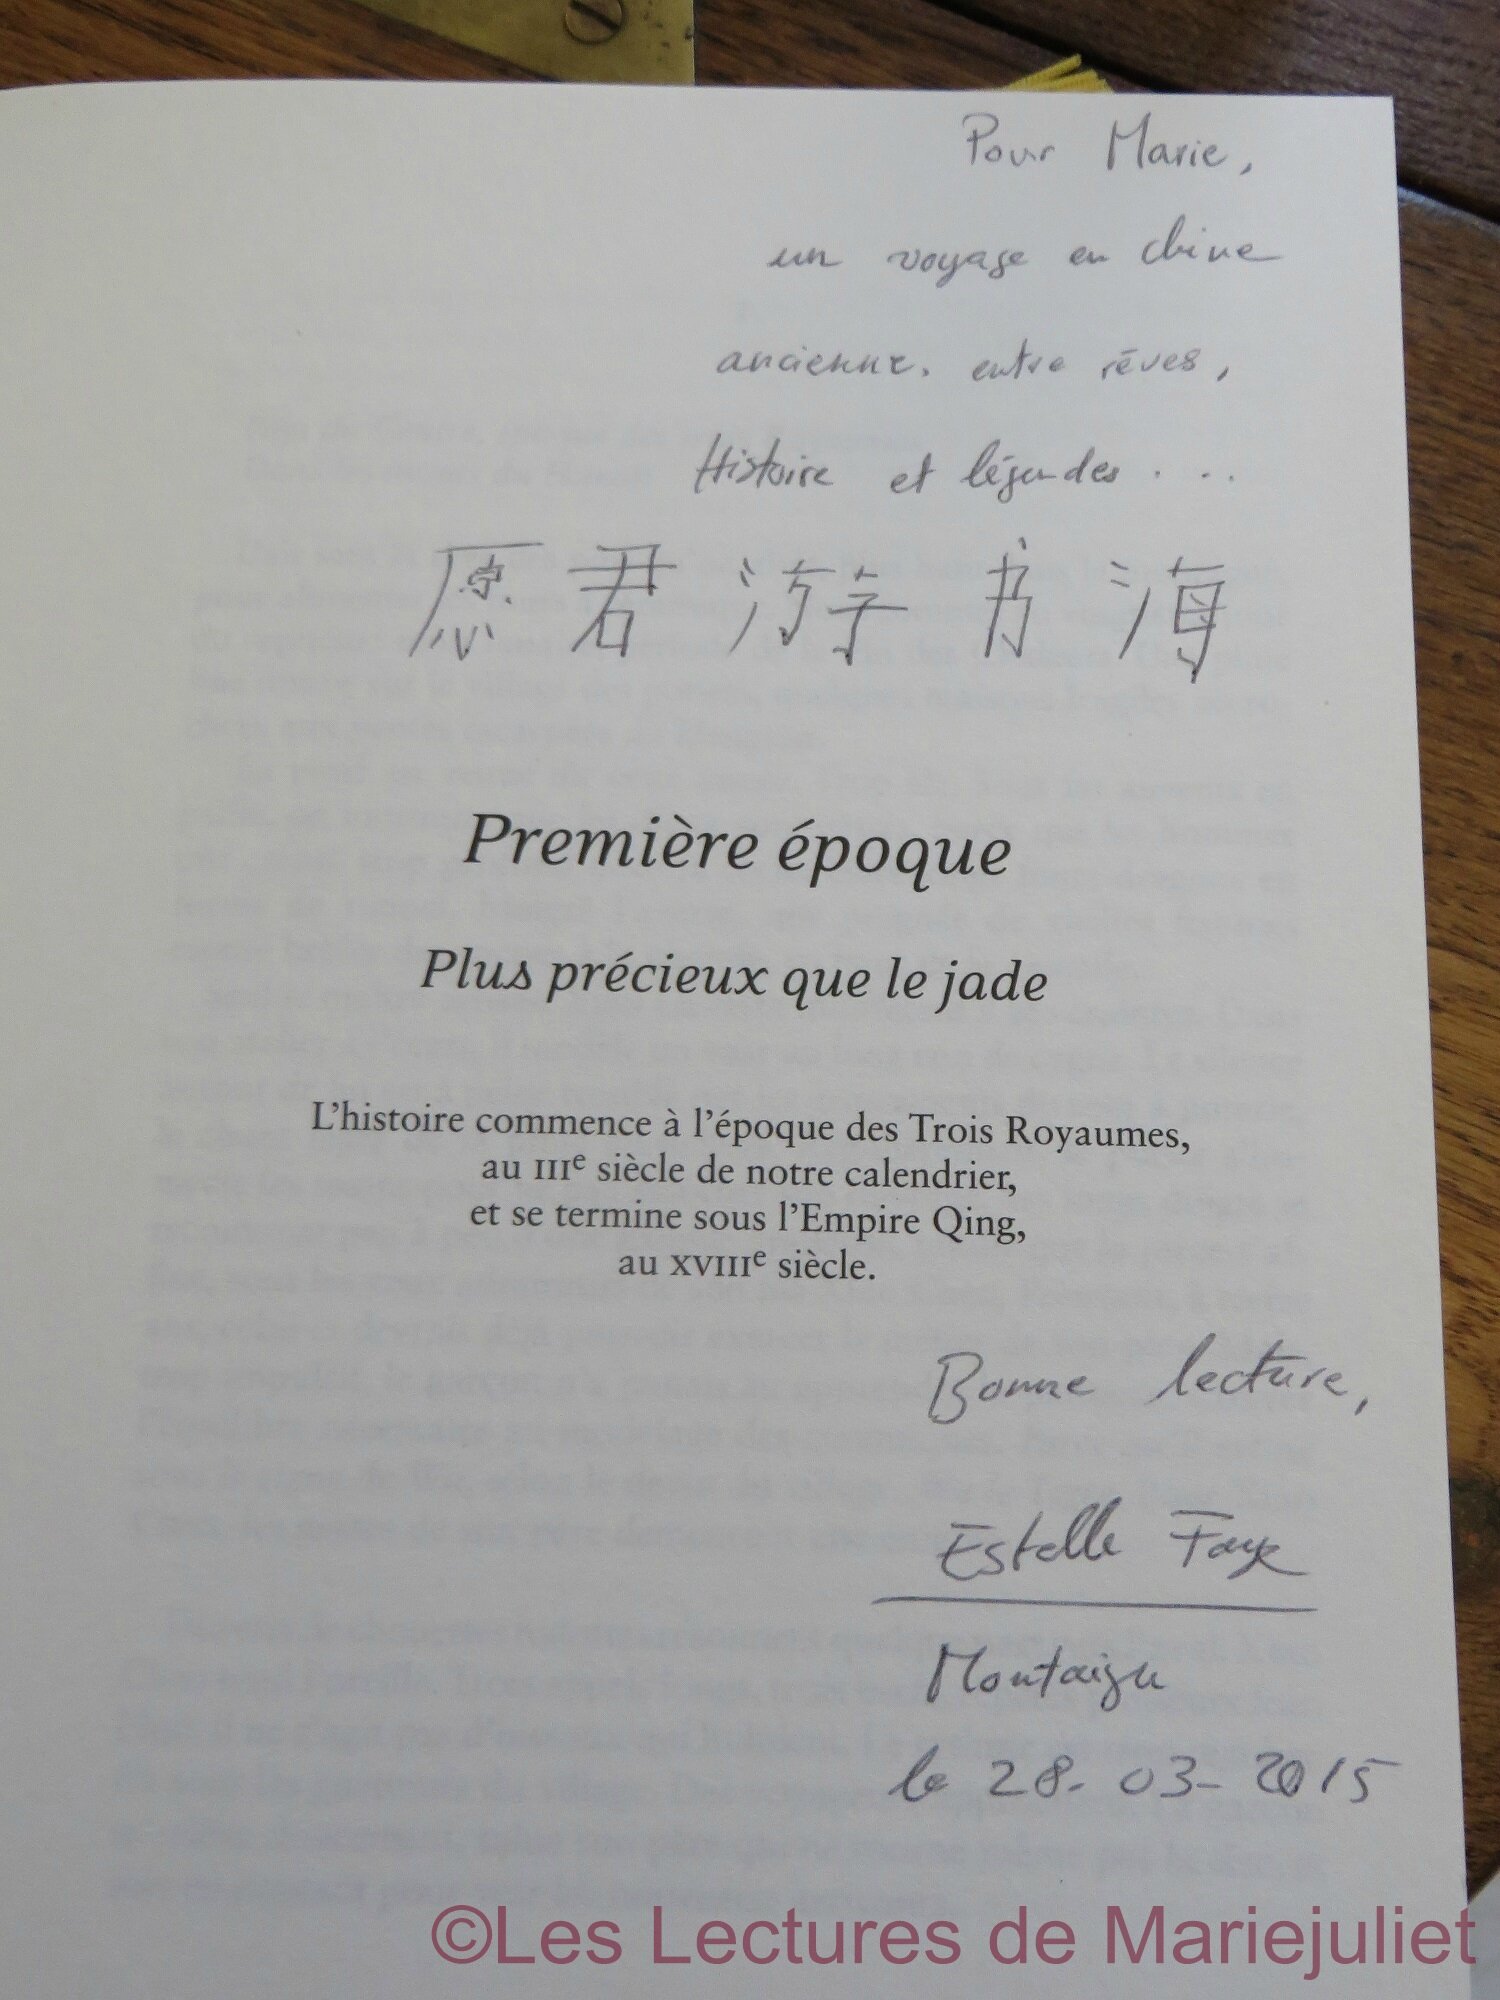 Pour Marie,
un voyage en chine
ancienne, entre rêves,
Histoire et légendes ...
愿君游书海
Première époque
Plus précieux que le jade
L'histoire commence à l'époque des Trois Royaumes,
au IIIe siècle de notre calendrier,
et se termine sous l'Empire Qing,
au XVIIIe siècle.
Bonne lecture,
Estelle Faye
Montaigu
le 28-03-2015
©Les Lectures de Mariejuliet